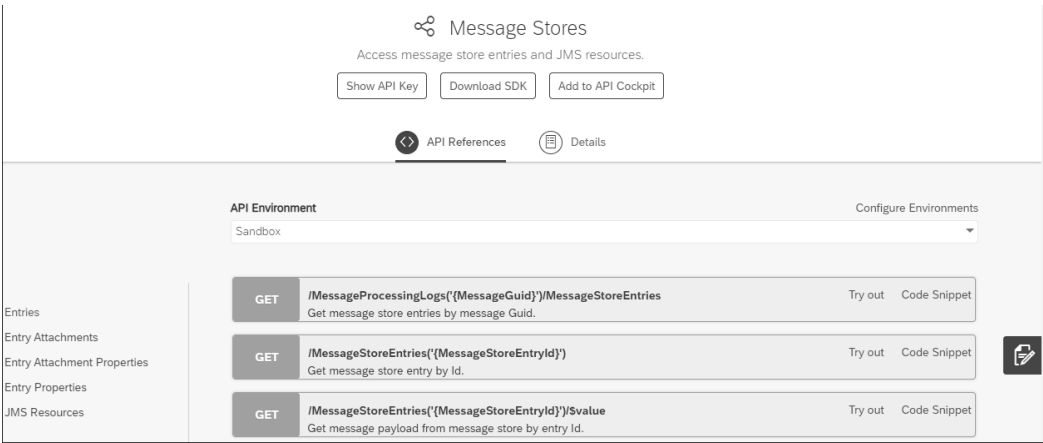 Message Stores
Access message store entries and JMS resources.
Show API Key Download SDK Add to API Cockpit
API References Details
API Environment Configure Environments
Sandbox
Entries
Entry Attachments
Entry Attachment Properties
Entry Properties
JMS Resources
GET /MessageProcessingLogs('{MessageGuid}')/MessageStoreEntries Try out Code Snippet
Get message store entries by message Guid.
GET /MessageStoreEntries('{MessageStoreEntryId}') Try out Code Snippet
Get message store entry by Id.
GET /MessageStoreEntries('{MessageStoreEntryId}')/$value Try out Code Snippet
Get message payload from message store by entry Id.